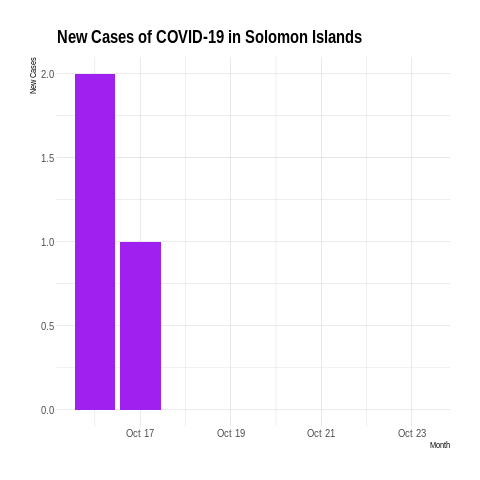 New Cases of COVID-19 in Solomon Islands
New Cases
2.0
1.5
1.0
0.5
0.0
Oct 17
Oct 19
Oct 21
Oct 23
Month